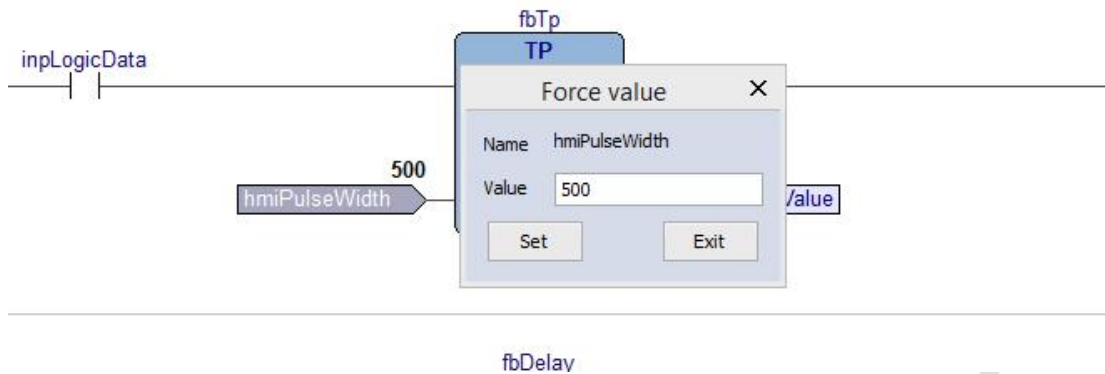 fbTp
TP
inpLogicData
Force value
Name hmiPulseWidth
500
hmiPulseWidth
Value 500
Value
Set Exit
fbDelay